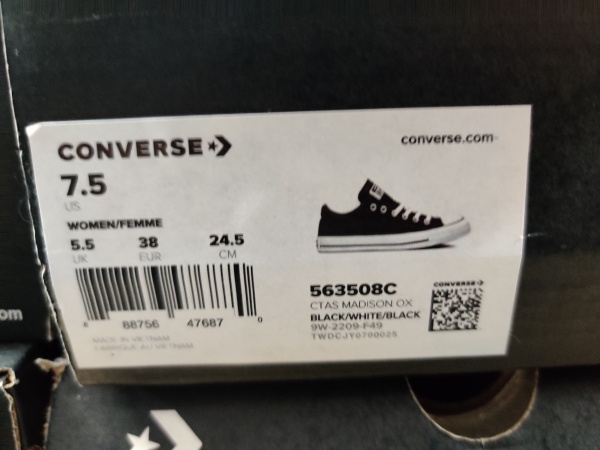 CONVERSE
converse.com
7.5
US
WOMEN/FEMME
5.5 38 24.5
UK EUR CM
88756 47687 0
563508C
CTAS MADISON OX
BLACK/WHITE/BLACK
9W-2209-F49
TWDCJY0700025
CONVERSE
MADE IN VIETNAM
FABRIQUE AU VIETNAM
om